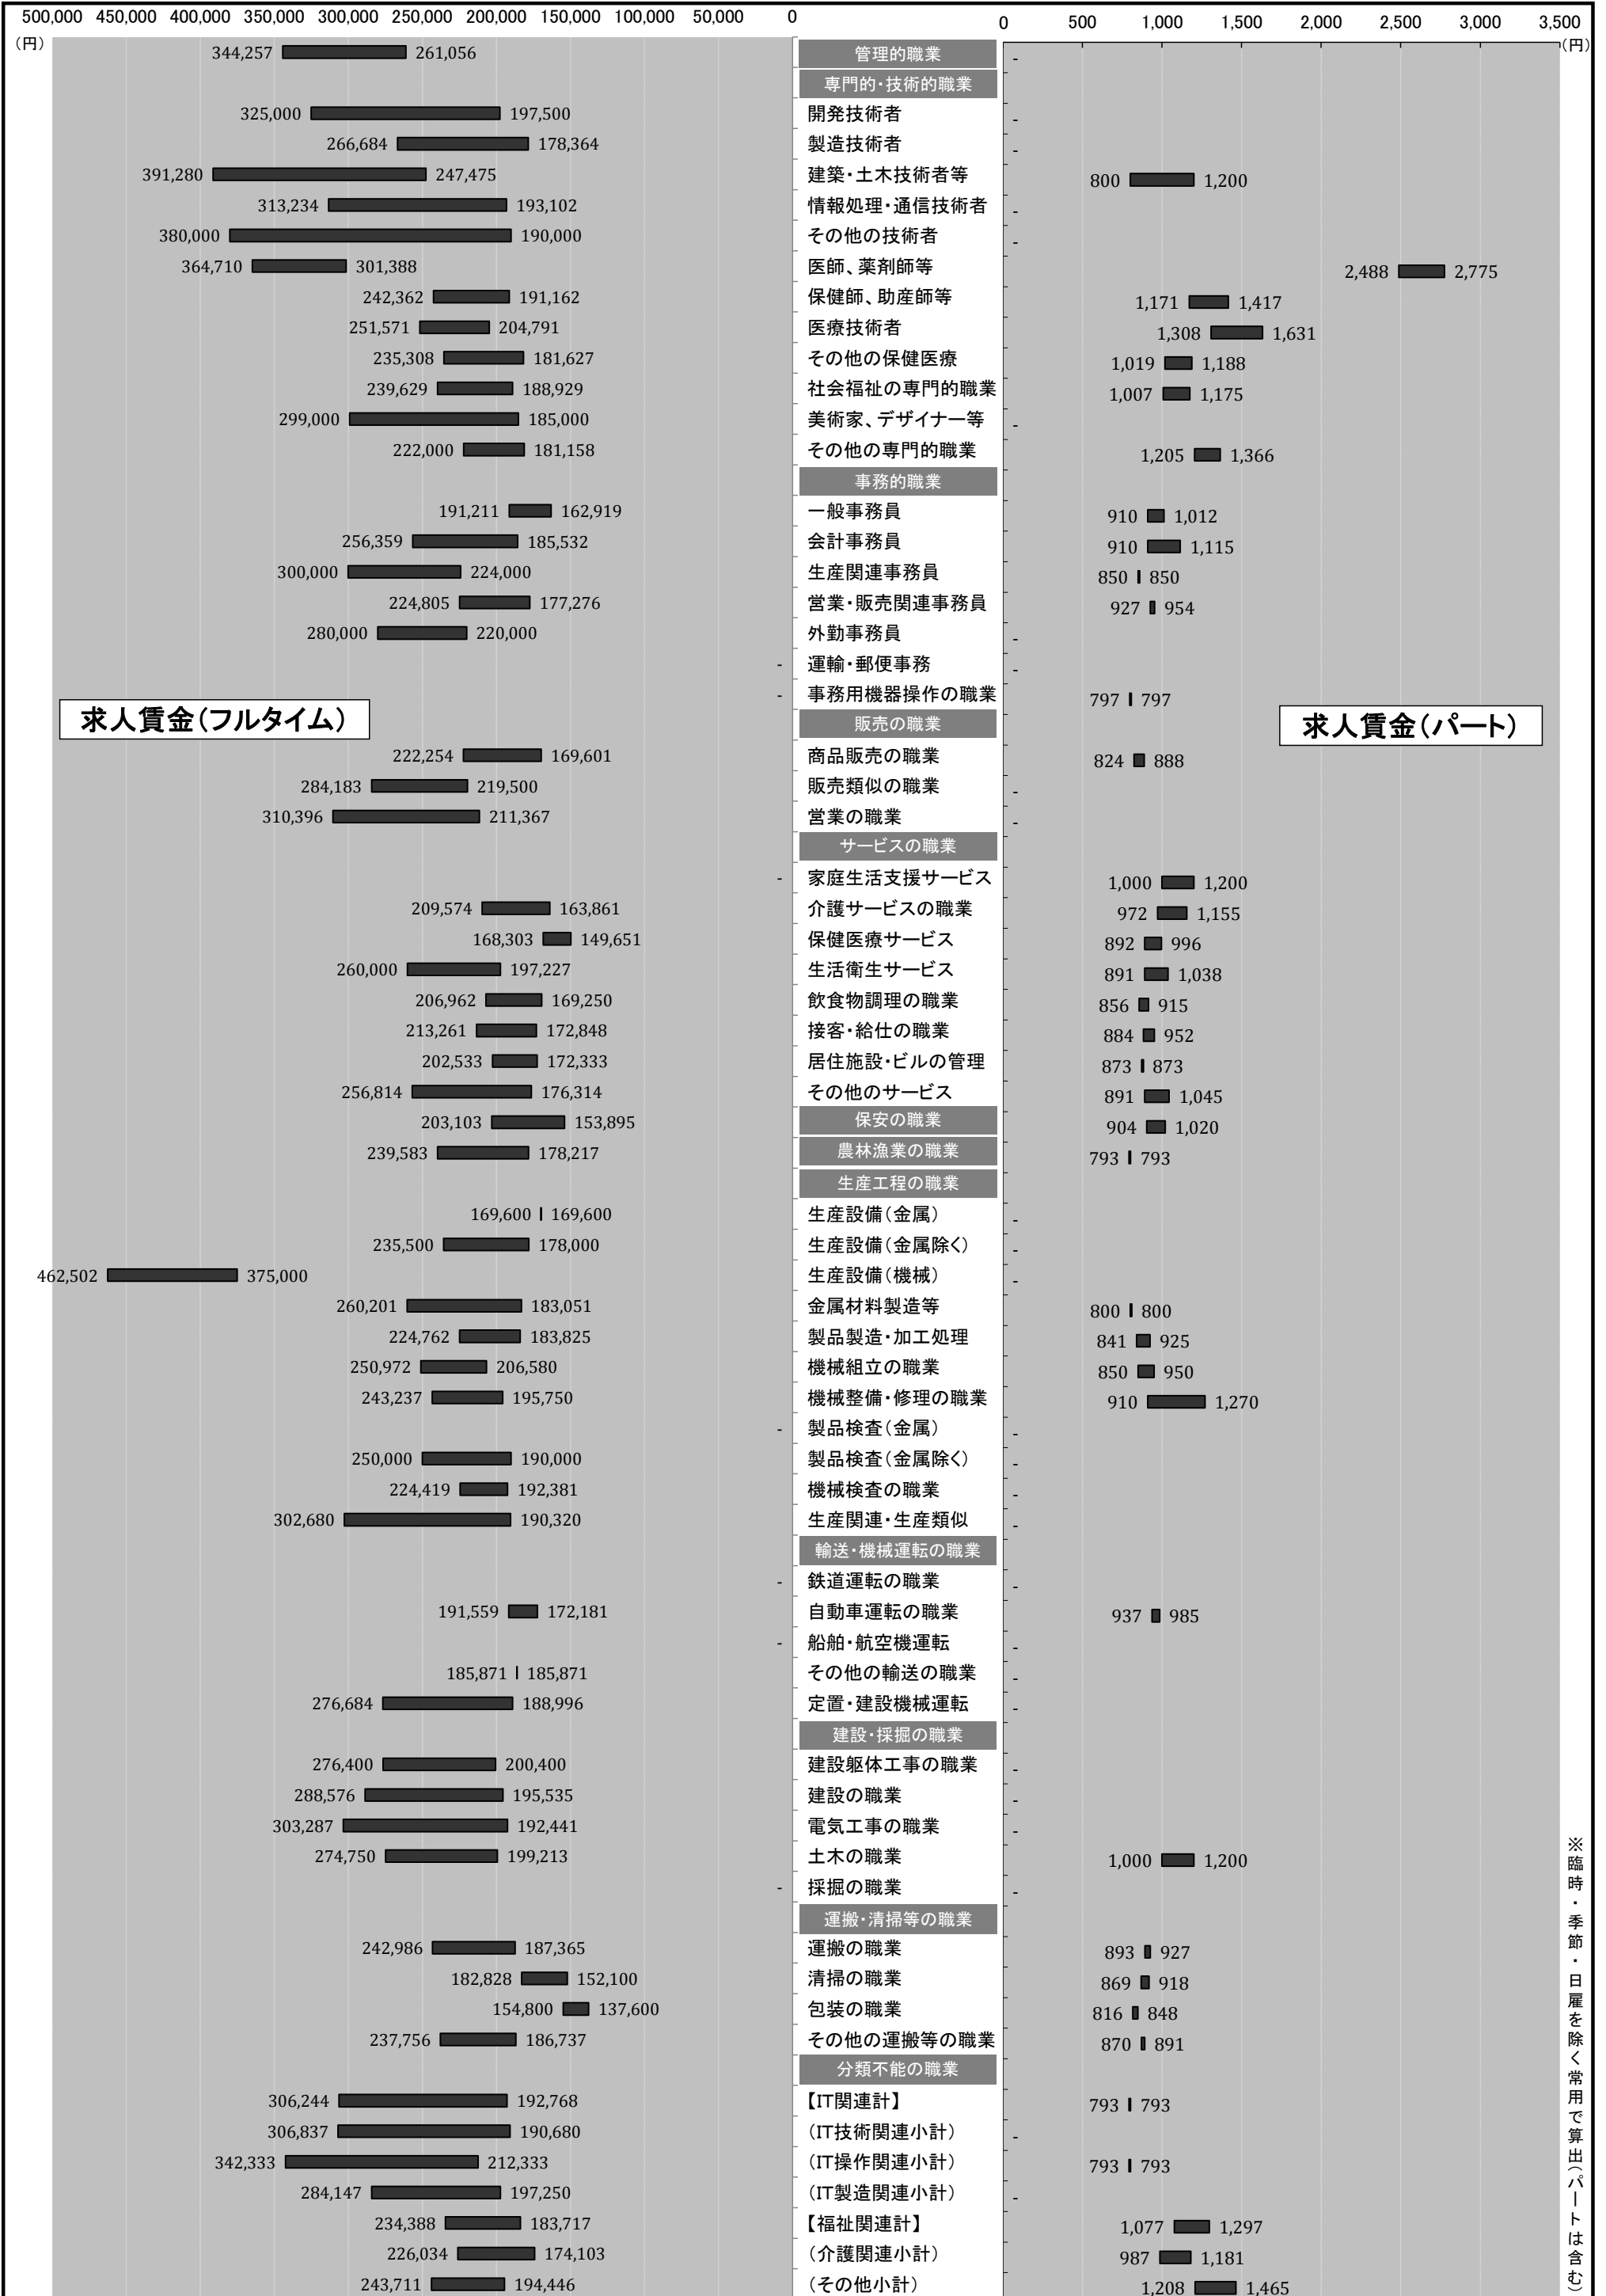 500,000 450,000 400,000 350,000 300,000 250,000 200,000 150,000 100,000 50,000 0 0 500 1,000 1,500 2,000 2,500 3,000 3,500
(円) (円)
344,257 261,056 管理的職業 -
専門的・技術的職業
325,000 197,500 開発技術者 -
266,684 178,364 製造技術者 -
391,280 247,475 建築・土木技術者等 800 1,200
313,234 193,102 情報処理・通信技術者 -
380,000 190,000 その他の技術者 -
364,710 301,388 医師、薬剤師等 2,488 2,775
242,362 191,162 保健師、助産師等 1,171 1,417
251,571 204,791 医療技術者 1,308 1,631
235,308 181,627 その他の保健医療 1,019 1,188
239,629 188,929 社会福祉の専門的職業 1,007 1,175
299,000 185,000 美術家、デザイナー等 -
222,000 181,158 その他の専門的職業 1,205 1,366
事務的職業
191,211 162,919 一般事務員 910 1,012
256,359 185,532 会計事務員 910 1,115
300,000 224,000 生産関連事務員 850 850
224,805 177,276 営業・販売関連事務員 927 954
280,000 220,000 外勤事務員 -
- 運輸・郵便事務 -
- 事務用機器操作の職業 797 797
求人賃金(フルタイム) 販売の職業 求人賃金(パート)
222,254 169,601 商品販売の職業 824 888
284,183 219,500 販売類似の職業 -
310,396 211,367 営業の職業 -
サービスの職業
- 家庭生活支援サービス 1,000 1,200
209,574 163,861 介護サービスの職業 972 1,155
168,303 149,651 保健医療サービス 892 996
260,000 197,227 生活衛生サービス 891 1,038
206,962 169,250 飲食物調理の職業 856 915
213,261 172,848 接客・給仕の職業 884 952
202,533 172,333 居住施設・ビルの管理 873 873
256,814 176,314 その他のサービス 891 1,045
203,103 153,895 保安の職業 904 1,020
239,583 178,217 農林漁業の職業 793 793
生産工程の職業
169,600 169,600 生産設備(金属) -
235,500 178,000 生産設備(金属除く) -
462,502 375,000 生産設備(機械) -
260,201 183,051 金属材料製造等 800 800
224,762 183,825 製品製造・加工処理 841 925
250,972 206,580 機械組立の職業 850 950
243,237 195,750 機械整備・修理の職業 910 1,270
- 製品検査(金属) -
250,000 190,000 製品検査(金属除く) -
224,419 192,381 機械検査の職業 -
302,680 190,320 生産関連・生産類似 -
輸送・機械運転の職業
- 鉄道運転の職業 -
191,559 172,181 自動車運転の職業 937 985
- 船舶・航空機運転 -
185,871 185,871 その他の輸送の職業 -
276,684 188,996 定置・建設機械運転 -
建設・採掘の職業
276,400 200,400 建設躯体工事の職業 -
288,576 195,535 建設の職業 -
303,287 192,441 電気工事の職業 -
274,750 199,213 土木の職業 1,000 1,200
- 採掘の職業 -
運搬・清掃等の職業
242,986 187,365 運搬の職業 893 927
182,828 152,100 清掃の職業 869 918
154,800 137,600 包装の職業 816 848
237,756 186,737 その他の運搬等の職業 870 891
分類不能の職業
306,244 192,768 【IT関連計】 793 793
306,837 190,680 (IT技術関連小計) -
342,333 212,333 (IT操作関連小計) 793 793
284,147 197,250 (IT製造関連小計) -
234,388 183,717 【福祉関連計】 1,077 1,297
226,034 174,103 (介護関連小計) 987 1,181
243,711 194,446 (その他小計) 1,208 1,465
※臨時・季節・日雇を除く常用で算出(パートは含む)